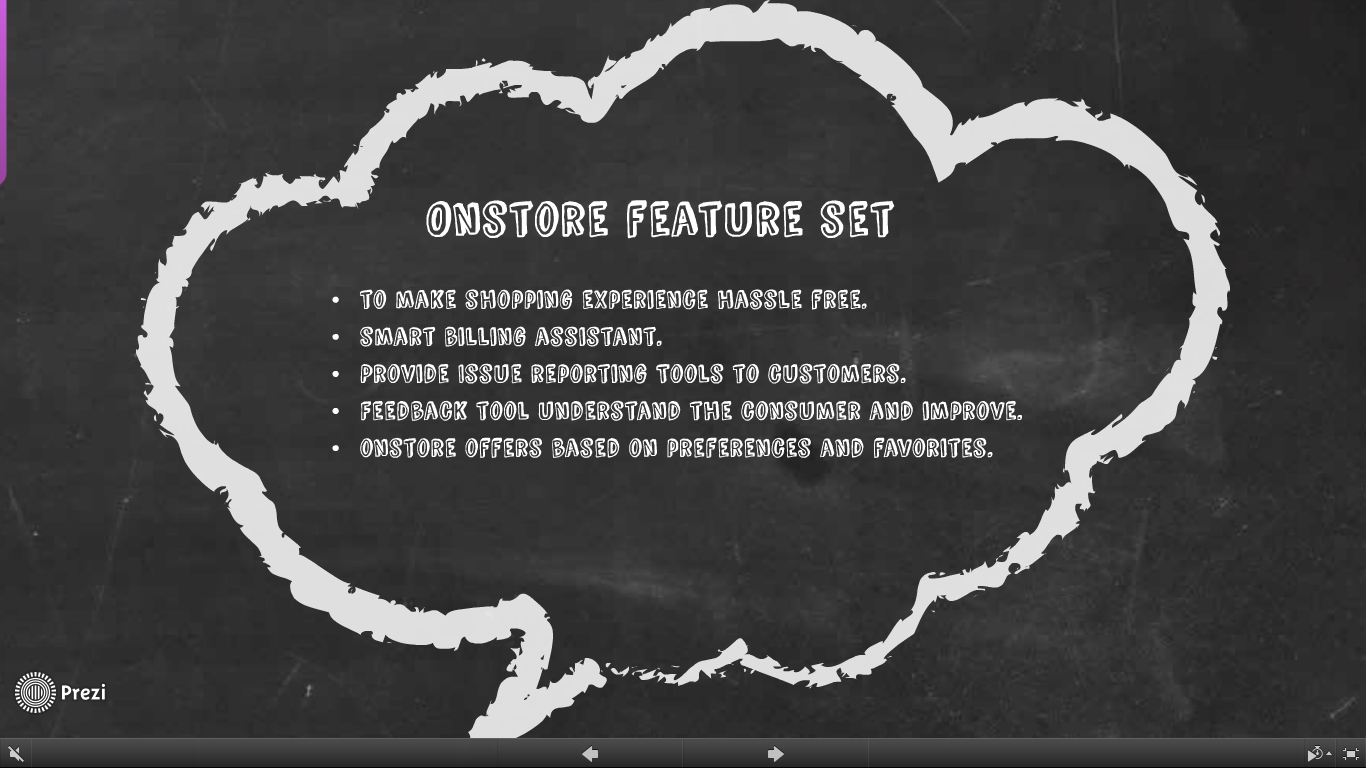 ONSTORE FEATURE SET
• TO MAKE SHOPPING EXPERIENCE HASSLE FREE.
• SMART BILLING ASSISTANT.
• PROVIDE ISSUE REPORTING TOOLS TO CUSTOMERS.
• FEEDBACK TOOL UNDERSTAND THE CONSUMER AND IMPROVE.
• ONSTORE OFFERS BASED ON PREFERENCES AND FAVORITES.
Prezi